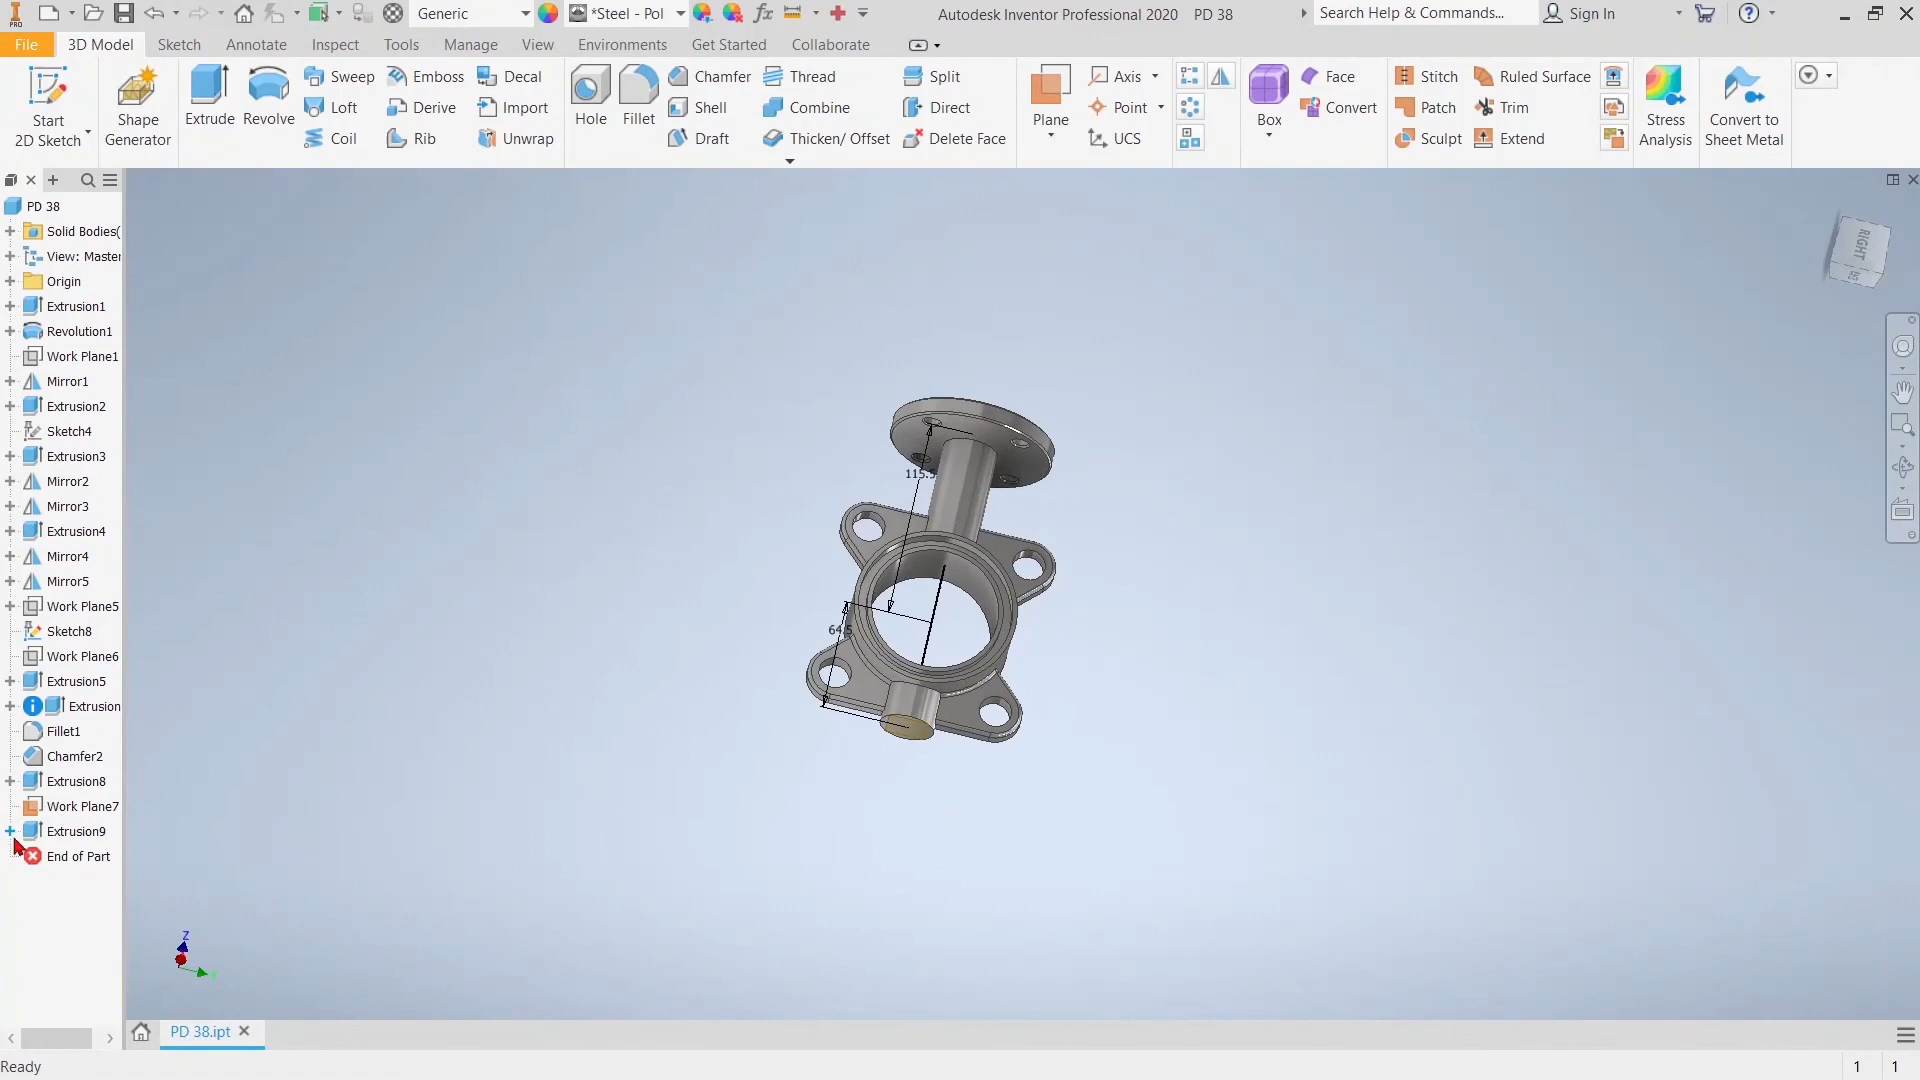 PRO
Generic
*Steel - Pol
fx
Autodesk Inventor Professional 2020 PD 38
Search Help & Commands...
Sign In
File
3D Model
Sketch
Annotate
Inspect
Tools
Manage
View
Environments
Get Started
Collaborate
Start
2D Sketch
Shape
Generator
Extrude
Revolve
Sweep
Loft
Coil
Emboss
Derive
Rib
Decal
Import
Unwrap
Hole
Fillet
Chamfer
Shell
Draft
Thread
Combine
Thicken/ Offset
Split
Direct
Delete Face
Plane
Axis
Point
UCS
Box
Face
Convert
Stitch
Patch
Sculpt
Ruled Surface
Trim
Extend
Stress
Analysis
Convert to
Sheet Metal
PD 38
Solid Bodies(
View: Master
Origin
Extrusion1
Revolution1
Work Plane1
Mirror1
Extrusion2
Sketch4
Extrusion3
Mirror2
Mirror3
Extrusion4
Mirror4
Mirror5
Work Plane5
Sketch8
Work Plane6
Extrusion5
Extrusion
Fillet1
Chamfer2
Extrusion8
Work Plane7
Extrusion9
End of Part
115.5
64.5
RIGHT
Z
Y
PD 38.ipt
Ready
1 1